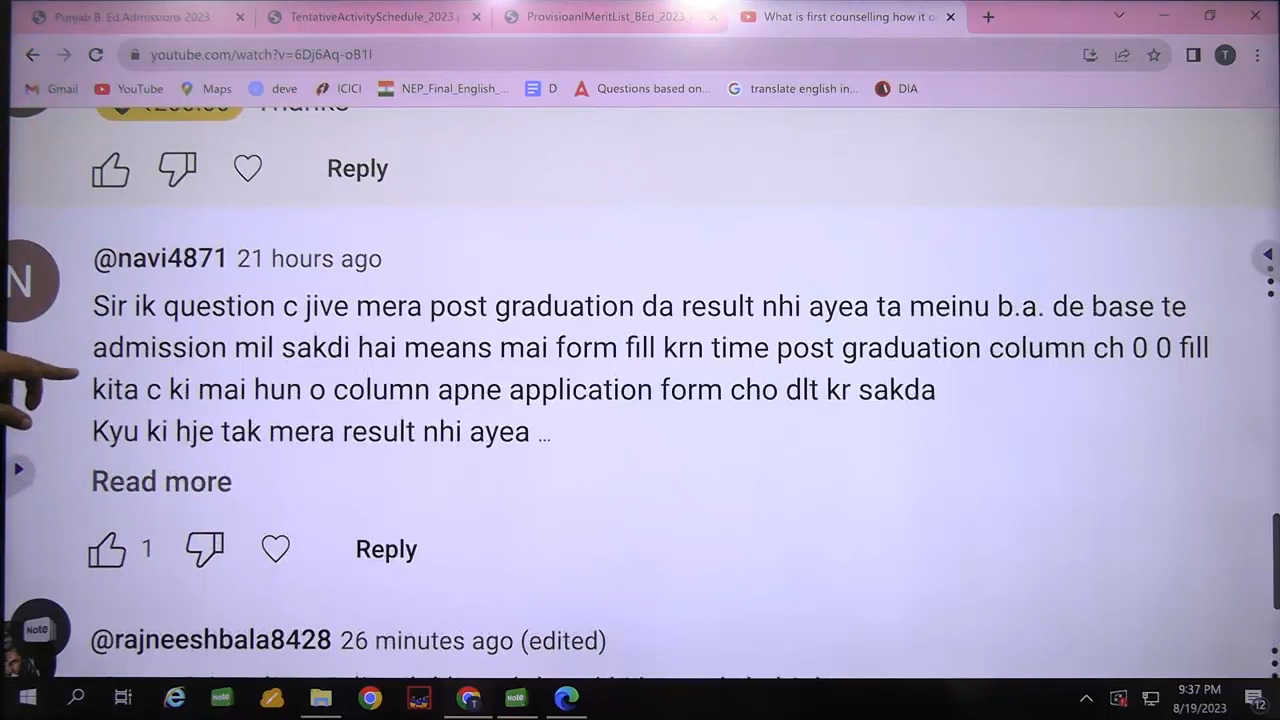 Punjab B. Ed.Admissions 2023
TentativeActivitySchedule_2023.
ProvisioanlMeritList_BEd_2023_
What is first counselling how it o
youtube.com/watch?v=6Dj6Aq-oB1I
Gmail
YouTube
Maps
deve
ICICI
NEP_Final_English_...
D
Questions based on...
translate english in...
DIA
Thanks
Reply
N
@navi4871 21 hours ago
Sir ik question c jive mera post graduation da result nhi ayea ta meinu b.a. de base te
admission mil sakdi hai means mai form fill krn time post graduation column ch 0 0 fill
kita c ki mai hun o column apne application form cho dlt kr sakda
Kyu ki hje tak mera result nhi ayea ...
Read more
1
Reply
Note
@rajneeshbala8428 26 minutes ago (edited)
T
Note
Note
T
9:37 PM
8/19/2023
12